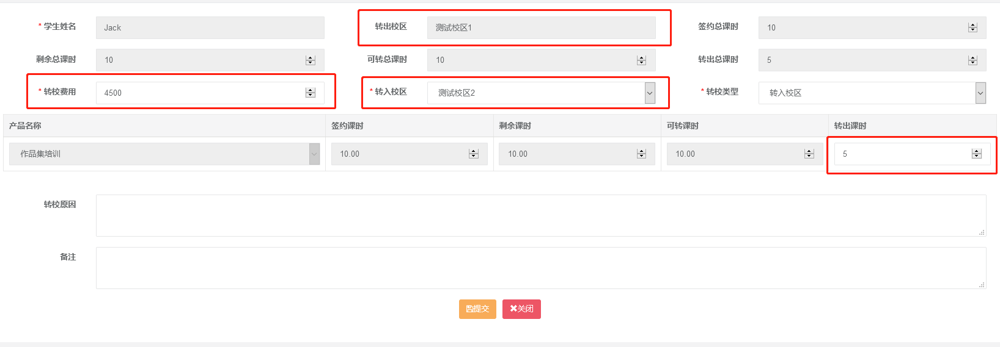 * 学生姓名 Jack 转出校区 测试校区1 签约总课时 10
剩余总课时 10 可转总课时 10 转出总课时 5
* 转校费用 4500 * 转入校区 测试校区2 * 转校类型 转入校区
产品名称 签约课时 剩余课时 可转课时 转出课时
作品集培训 10.00 10.00 10.00 5
转校原因
备注
提交 关闭